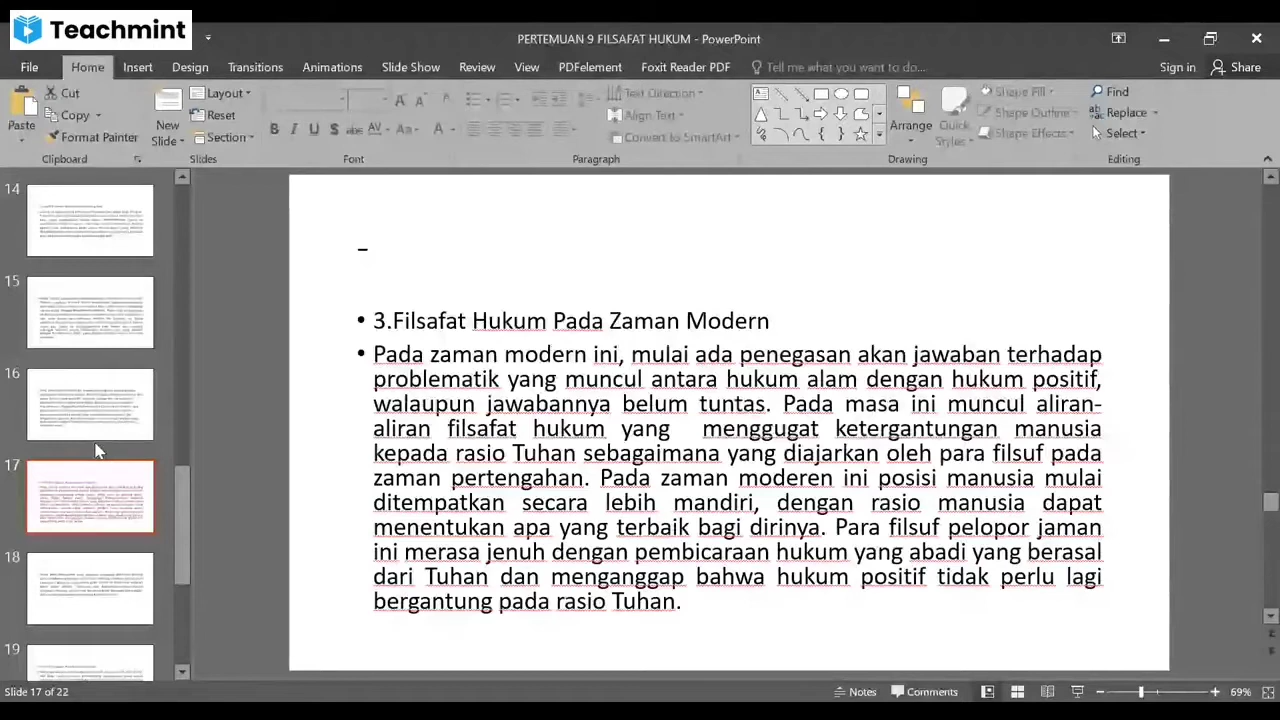 Teachmint
PERTEMUAN 9 FILSAFAT HUKUM - PowerPoint
File Home Insert Design Transitions Animations Slide Show Review View PDFelement Foxit Reader PDF Tell me what you want to do... Sign in Share
Paste Cut Copy Format Painter
New Slide Layout Reset Section
Text Direction Align Text Convert to SmartArt
Arrange Quick Styles Shape Fill Shape Outline Shape Effects
Find Replace Select
Clipboard Slides Font Paragraph Drawing Editing
14
15
16
17
18
19
–
• 3.Filsafat Hukum Pada Zaman Modern
• Pada zaman modern ini, mulai ada penegasan akan jawaban terhadap
problematik yang muncul antara hukum alam dengan hukum positif,
walaupun sebenarnya belum tuntas. Pada masa ini muncul aliran-
aliran filsafat hukum yang menggugat ketergantungan manusia
kepada rasio Tuhan sebagaimana yang diajarkan oleh para filsuf pada
zaman pertengahan. Pada zaman modern ini posisi manusia mulai
ditempatkan secara lebih mandiri. rasio manusia dapat
menentukan apa yang terbaik bagi dirinya. Para filsuf pelopor jaman
ini merasa jenuh dengan pembicaraan hukum yang abadi yang berasal
dari Tuhan dan menganggap bahwa hukum positif tidak perlu lagi
bergantung pada rasio Tuhan.
Slide 17 of 22 Notes Comments 69%